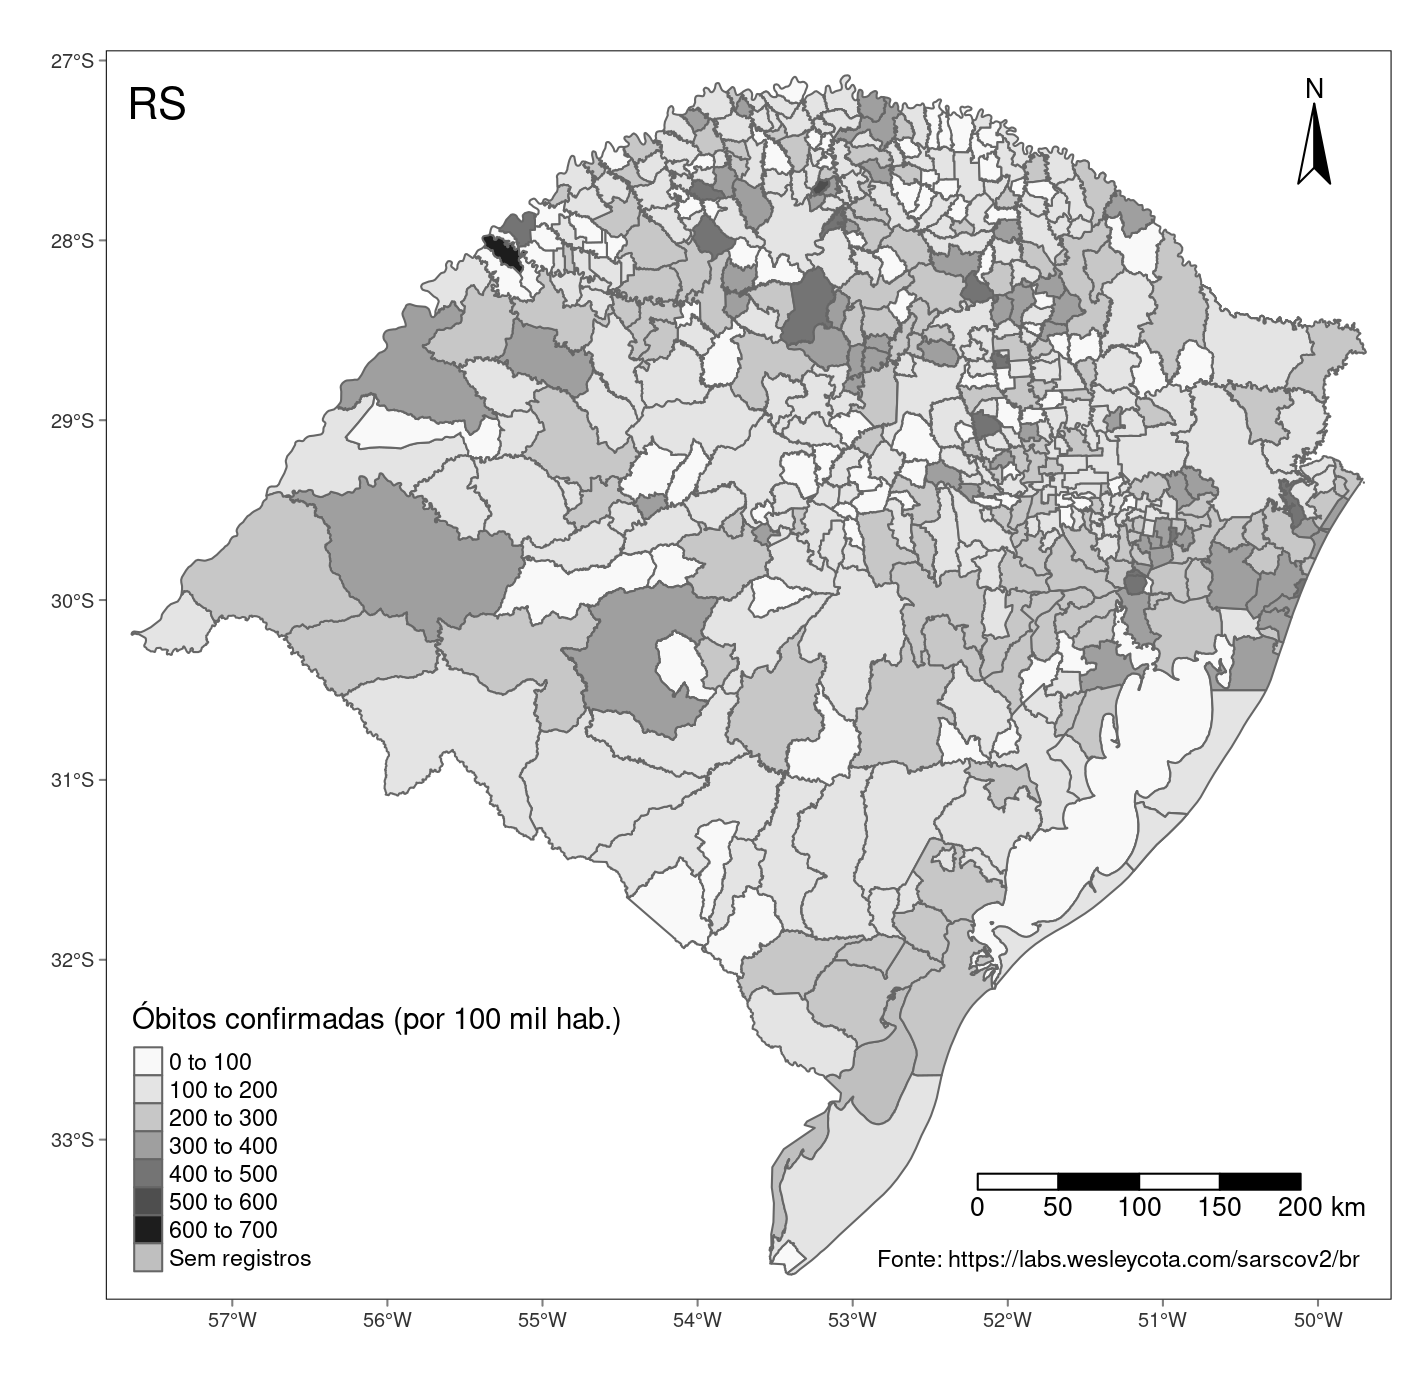 RS
N
27°S
28°S
29°S
30°S
31°S
32°S
33°S
Óbitos confirmadas (por 100 mil hab.)
0 to 100
100 to 200
200 to 300
300 to 400
400 to 500
500 to 600
600 to 700
Sem registros
0 50 100 150 200 km
Fonte: https://labs.wesleycota.com/sarscov2/br
57°W 56°W 55°W 54°W 53°W 52°W 51°W 50°W